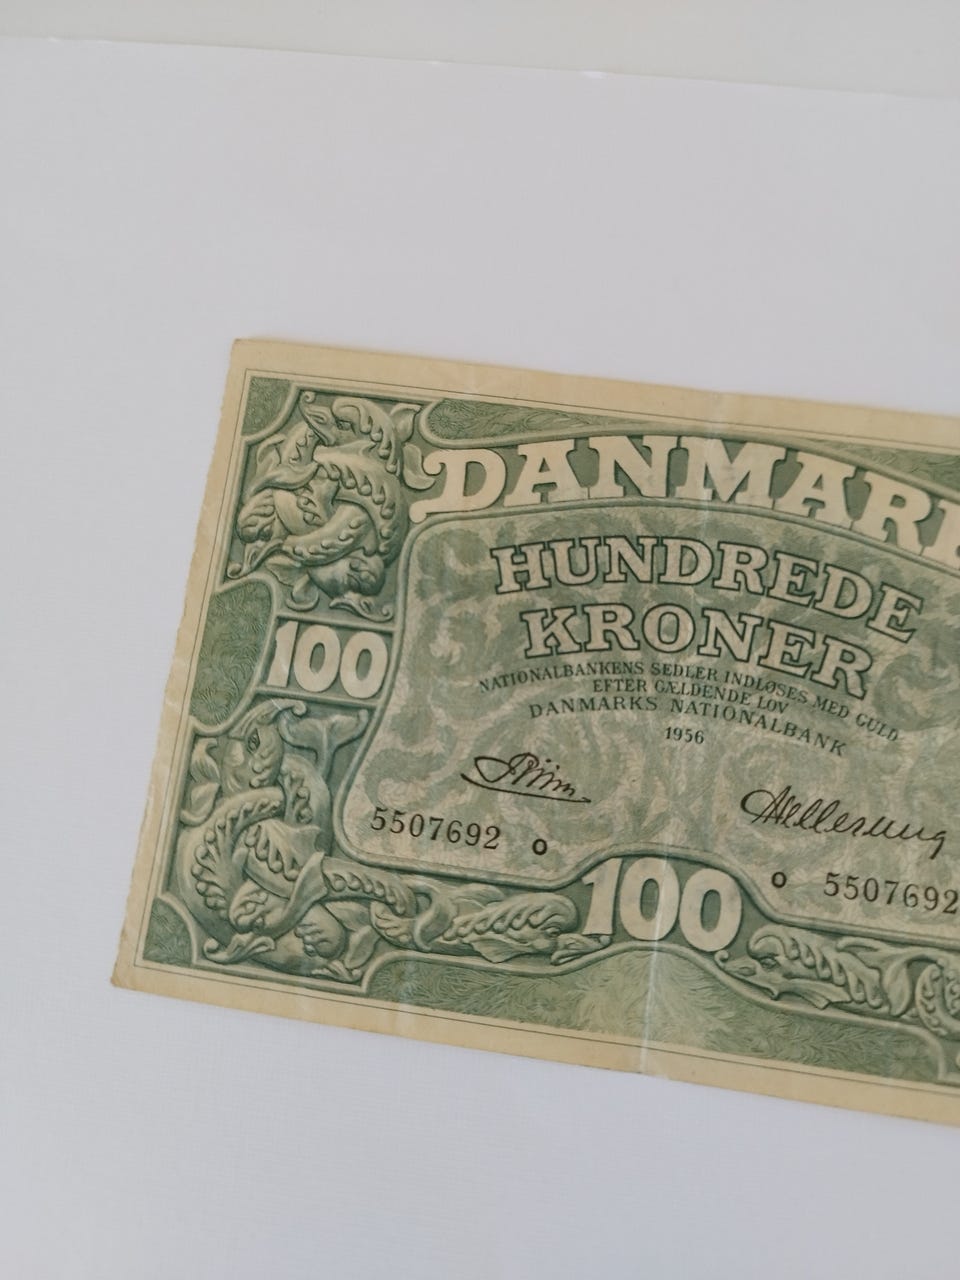 DANMARK
HUNDREDE
KRONER
100
NATIONALBANKENS SEDLER INDLØSES MED GULD
EFTER GÆLDENDE LOV
DANMARKS NATIONALBANK
1956
5507692 o
o 5507692
100